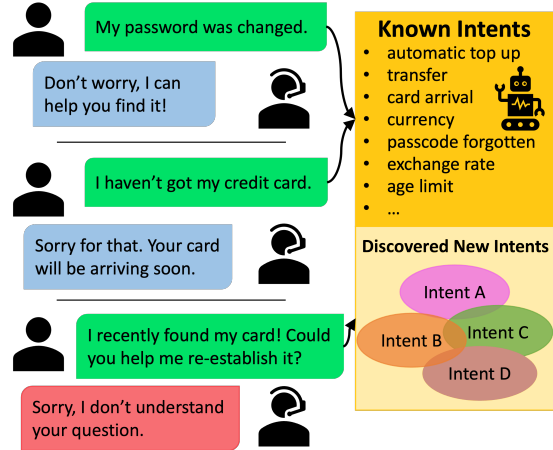 My password was changed.
Don't worry, I can
help you find it!
I haven't got my credit card.
Sorry for that. Your card
will be arriving soon.
I recently found my card! Could
you help me re-establish it?
Sorry, I don't understand
your question.
Known Intents
• automatic top up
• transfer
• card arrival
• currency
• passcode forgotten
• exchange rate
• age limit
• ...
Discovered New Intents
Intent A
Intent B
Intent C
Intent D